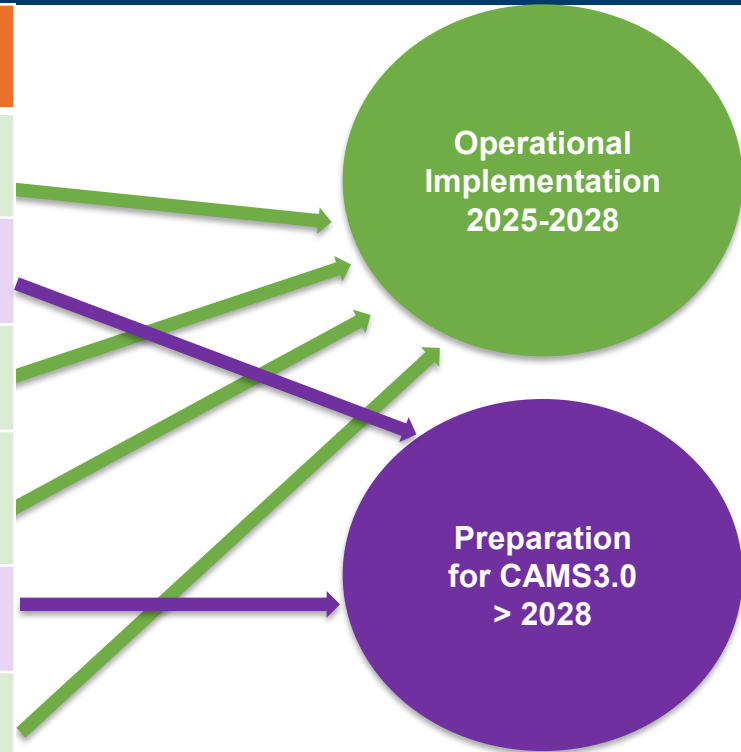 Operational
Implementation
2025-2028
Preparation
for CAMS3.0
> 2028